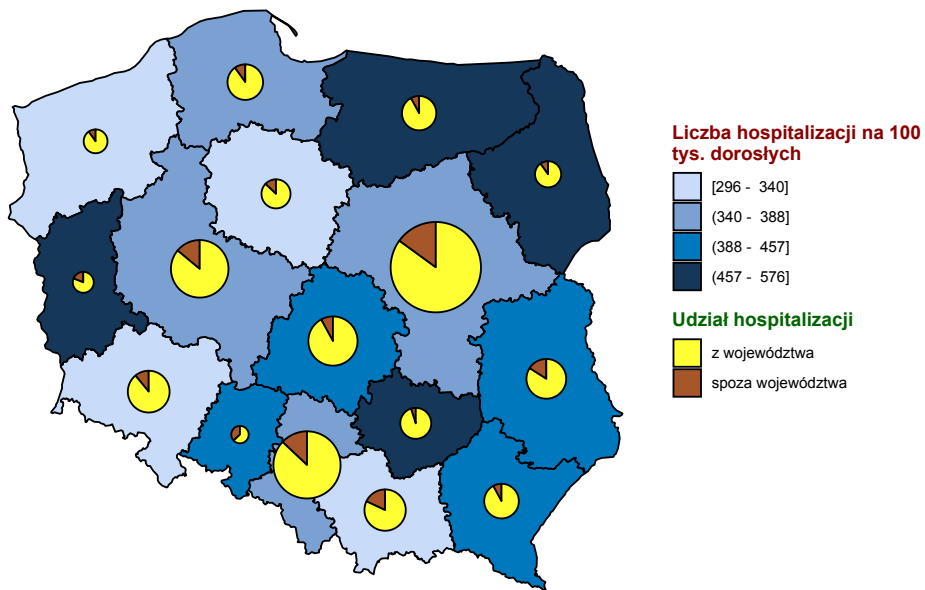 Liczba hospitalizacji na 100
tys. dorosłych
[296 - 340]
(340 - 388]
(388 - 457]
(457 - 576]
Udział hospitalizacji
z województwa
spoza województwa